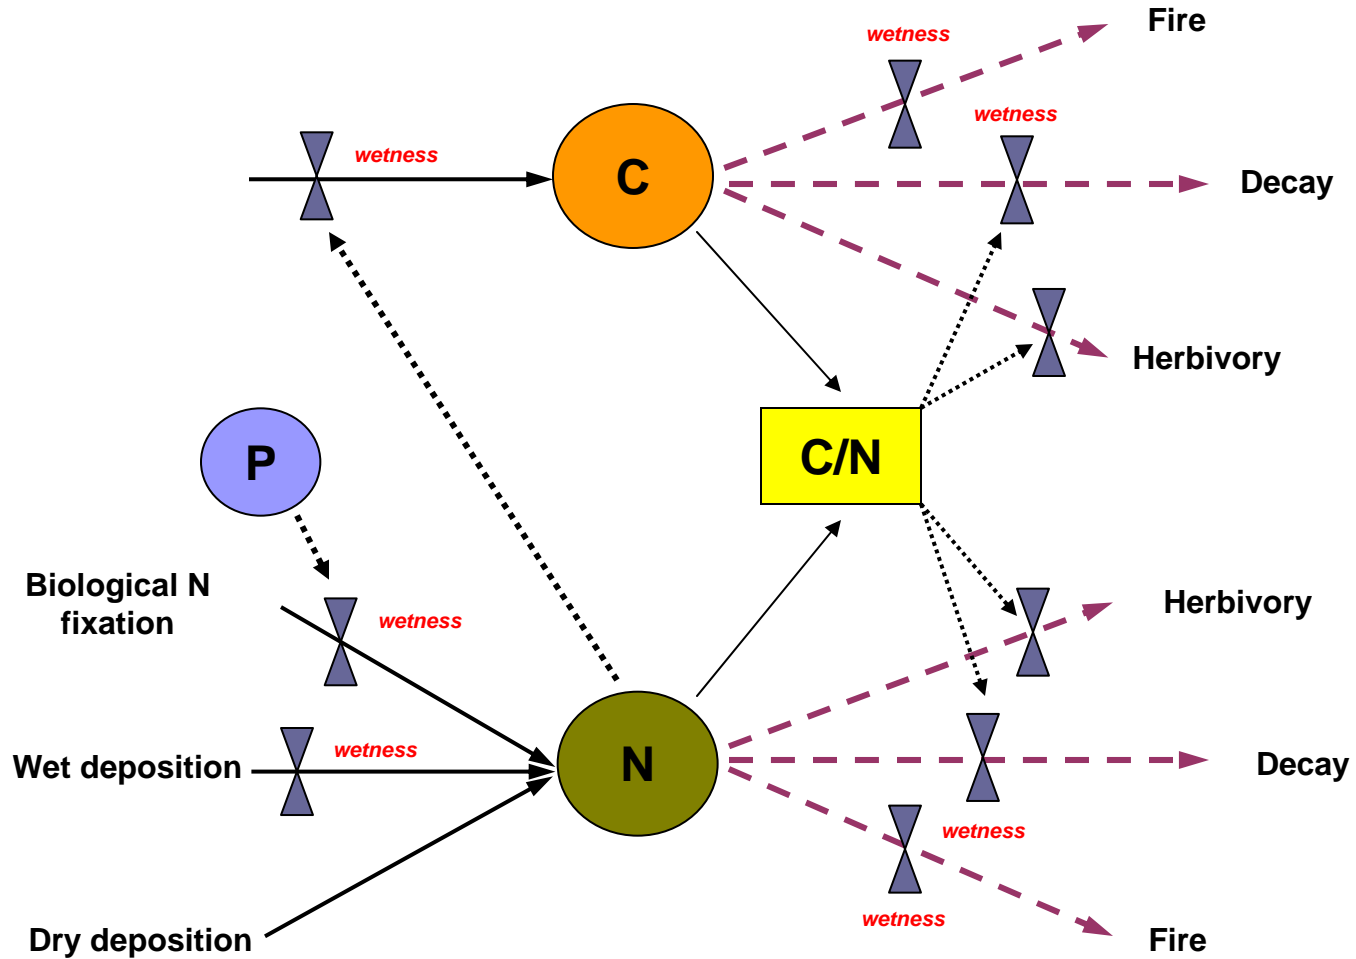 Fire
wetness
wetness
wetness
C
Decay
Herbivory
P
C/N
Biological N
fixation
wetness
Herbivory
wetness
Wet deposition
N
Decay
wetness
wetness
Dry deposition
Fire